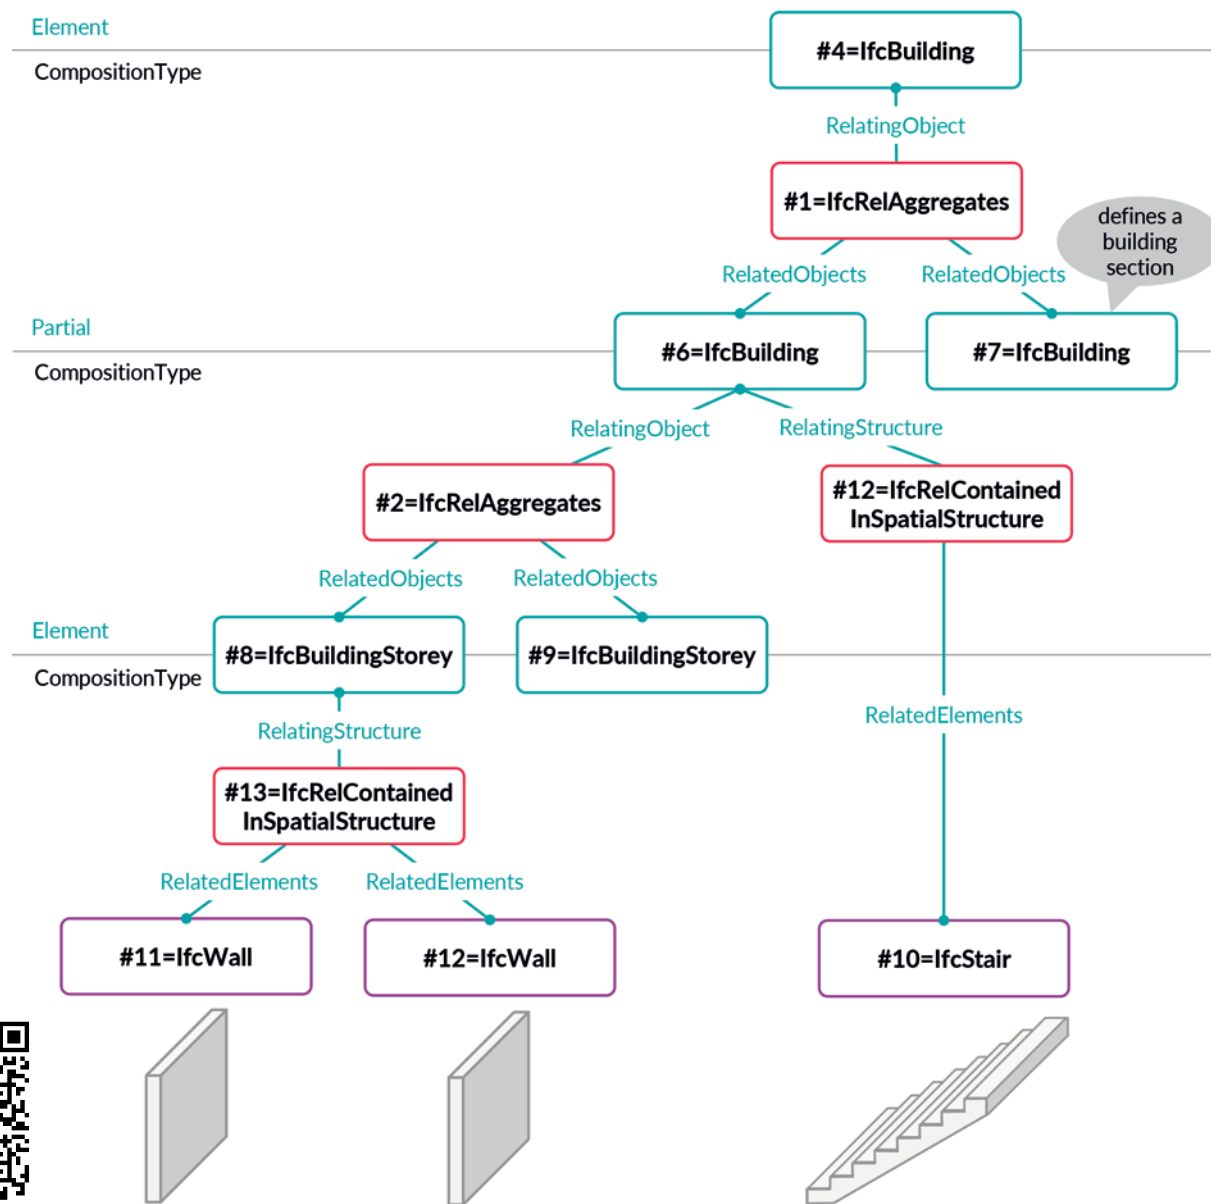 Element
#4=IfcBuilding
CompositionType
RelatingObject
#1=IfcRelAggregates
defines a
building
section
RelatedObjects
RelatedObjects
Partial
#6=IfcBuilding
#7=IfcBuilding
CompositionType
RelatingObject
RelatingStructure
#2=IfcRelAggregates
#12=IfcRelContained
InSpatialStructure
RelatedObjects
RelatedObjects
Element
#8=IfcBuildingStorey
#9=IfcBuildingStorey
CompositionType
RelatingStructure
RelatedElements
#13=IfcRelContained
InSpatialStructure
RelatedElements
RelatedElements
#11=IfcWall
#12=IfcWall
#10=IfcStair